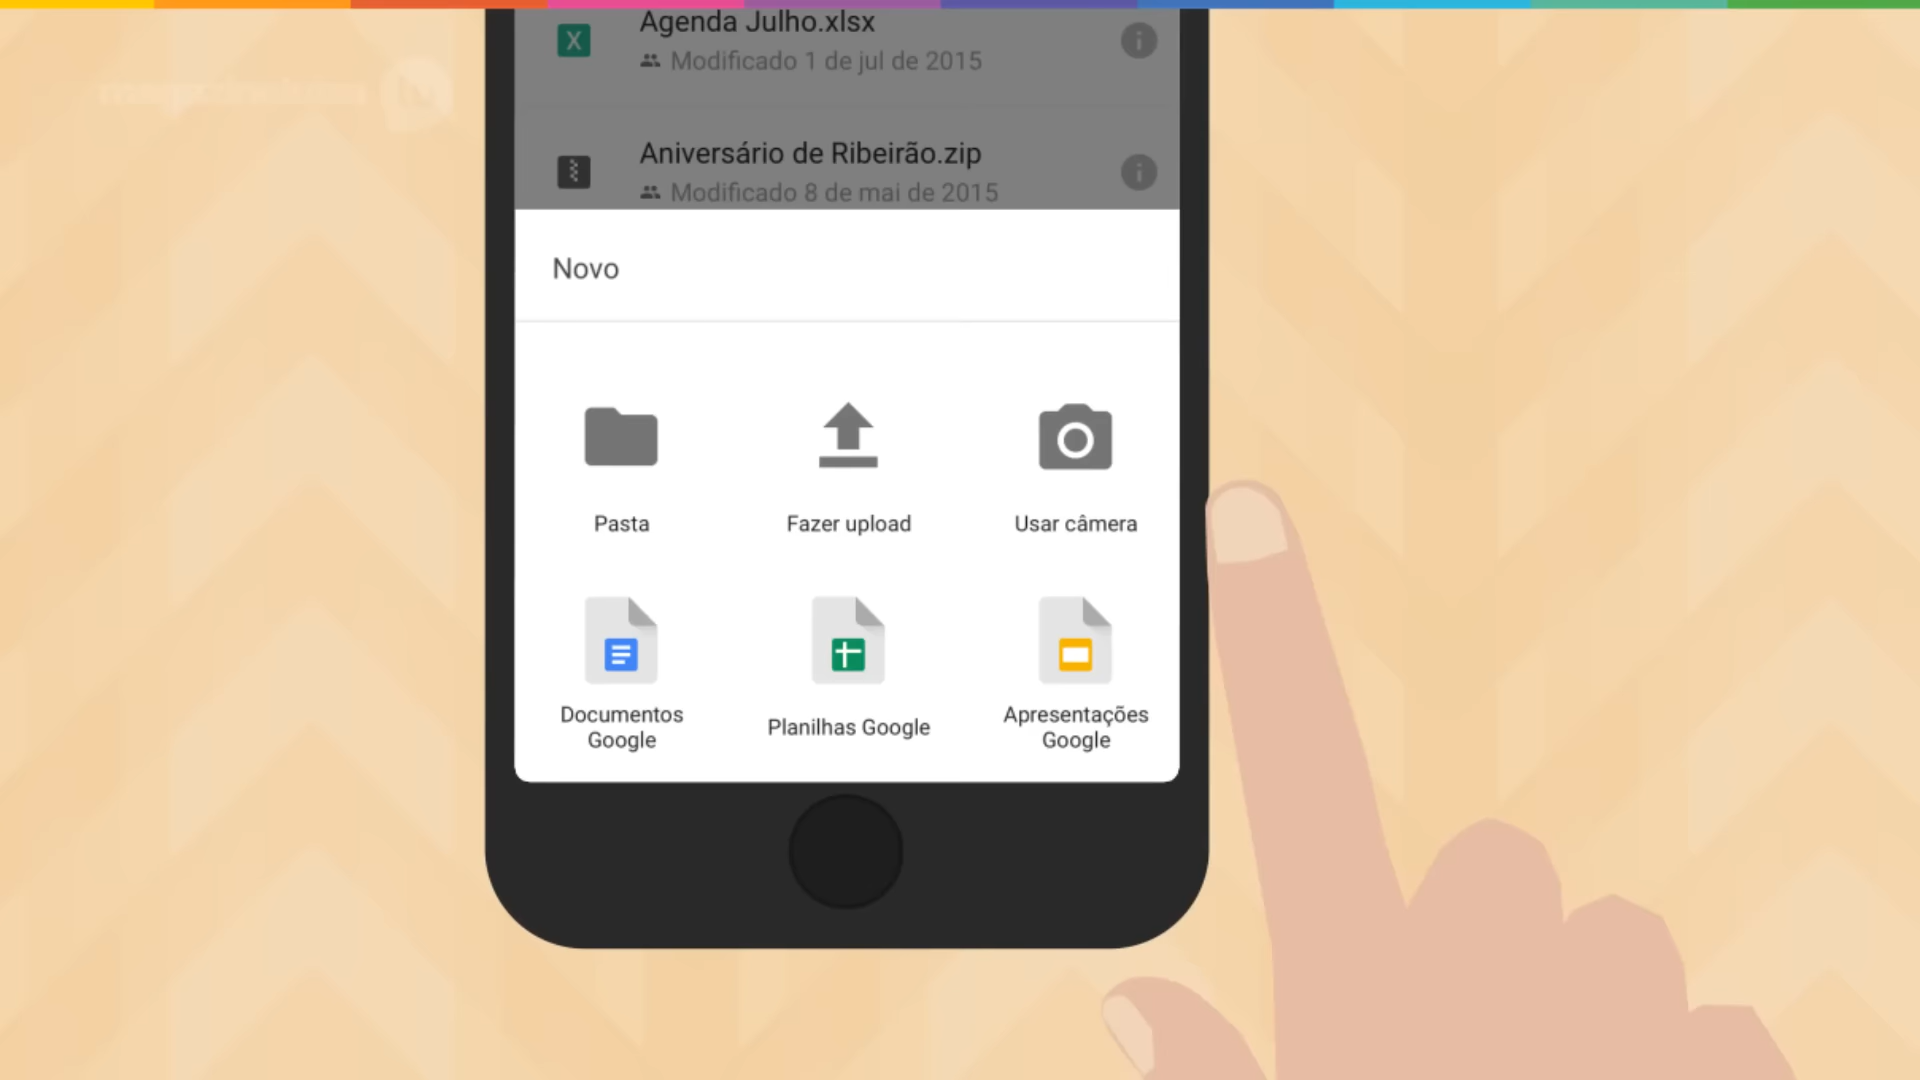 Agenda Julho.xlsx
Modificado 1 de jul de 2015
Aniversário de Ribeirão.zip
Modificado 8 de mai de 2015
Novo
Pasta
Fazer upload
Usar câmera
Documentos
Google
Planilhas Google
Apresentações
Google